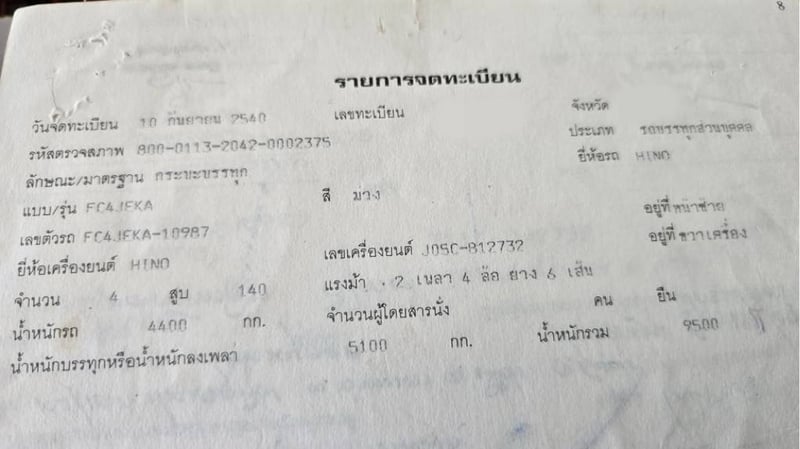 8
รายการจดทะเบียน
วันจดทะเบียน 10 กันยายน 2540 เลขทะเบียน จังหวัด
รหัสตรวจสภาพ 800-0113-2042-0002375 ประเภท รถบรรทุกส่วนบุคคล
ลักษณะ/มาตรฐาน กระบะบรรทุก ยี่ห้อรถ HINO
แบบ/รุ่น FC4JEKA สี ม่วง
เลขตัวรถ FC4JEKA-10987 อยู่ที่ หน้าซ้าย
ยี่ห้อเครื่องยนต์ HINO เลขเครื่องยนต์ J05C-B12732 อยู่ที่ ขวาเครื่อง
จำนวน 4 สูบ 140 แรงม้า 2 เพลา 4 ล้อ ยาง 6 เส้น
น้ำหนักรถ 4400 กก. จำนวนผู้โดยสารนั่ง คน ยืน
น้ำหนักบรรทุกหรือน้ำหนักลงเพลา 5100 กก. น้ำหนักรวม 9500